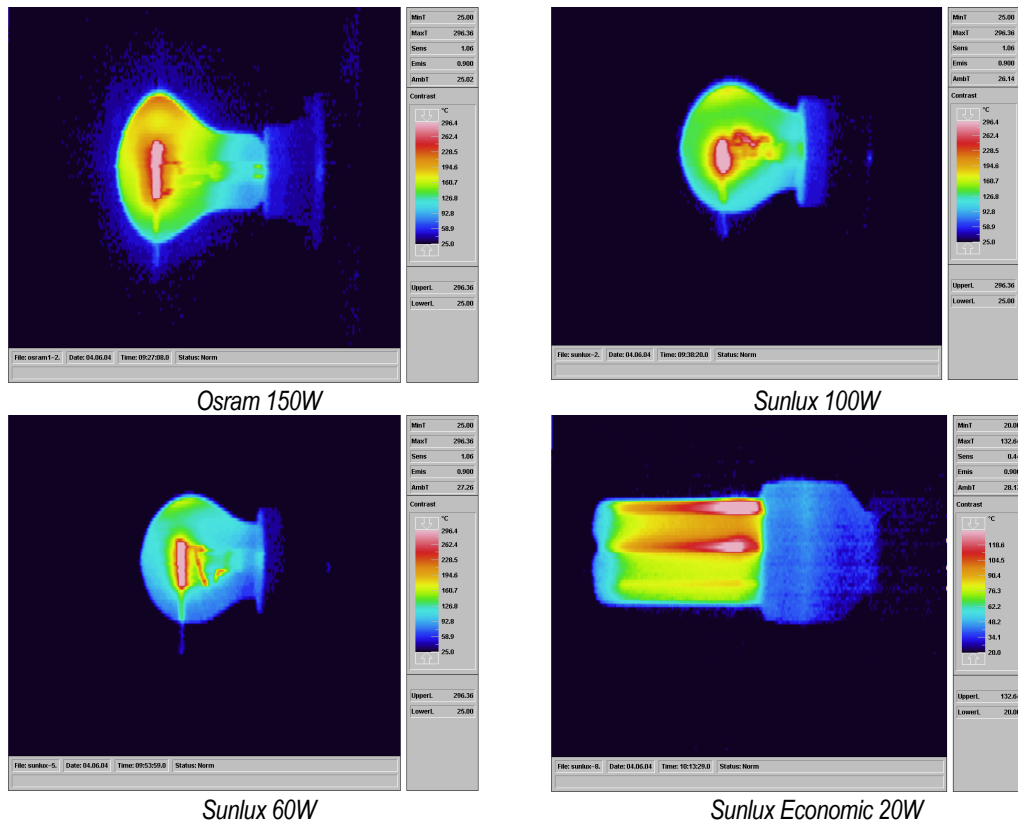 MinT 25.00
MaxT 296.36
Sens 1.06
Emis 0.900
AmbT 25.02
Contrast
°C
296.4
262.4
228.5
194.6
160.7
126.8
92.8
58.9
25.0
UpperL 296.36
LowerL 25.00
File: osram1-2. Date: 04.06.04 Time: 09:27:08.0 Status: Norm
Osram 150W
MinT 25.00
MaxT 296.36
Sens 1.06
Emis 0.900
AmbT 26.14
Contrast
°C
296.4
262.4
228.5
194.6
160.7
126.8
92.8
58.9
25.0
UpperL 296.36
LowerL 25.00
File: sunlux-2. Date: 04.06.04 Time: 09:38:20.0 Status: Norm
Sunlux 100W
MinT 25.00
MaxT 296.36
Sens 1.06
Emis 0.900
AmbT 27.26
Contrast
°C
296.4
262.4
228.5
194.6
160.7
126.8
92.8
58.9
25.0
UpperL 296.36
LowerL 25.00
File: sunlux-5. Date: 04.06.04 Time: 09:53:59.0 Status: Norm
Sunlux 60W
MinT
MaxT
Sens
Emis
AmbT
Contrast
°C
118.6
104.5
90.4
76.3
62.2
48.2
34.1
20.0
UpperL
LowerL
File: sunlux-8. Date: 04.06.04 Time: 10:13:29.0 Status: Norm
Sunlux Economic 20W